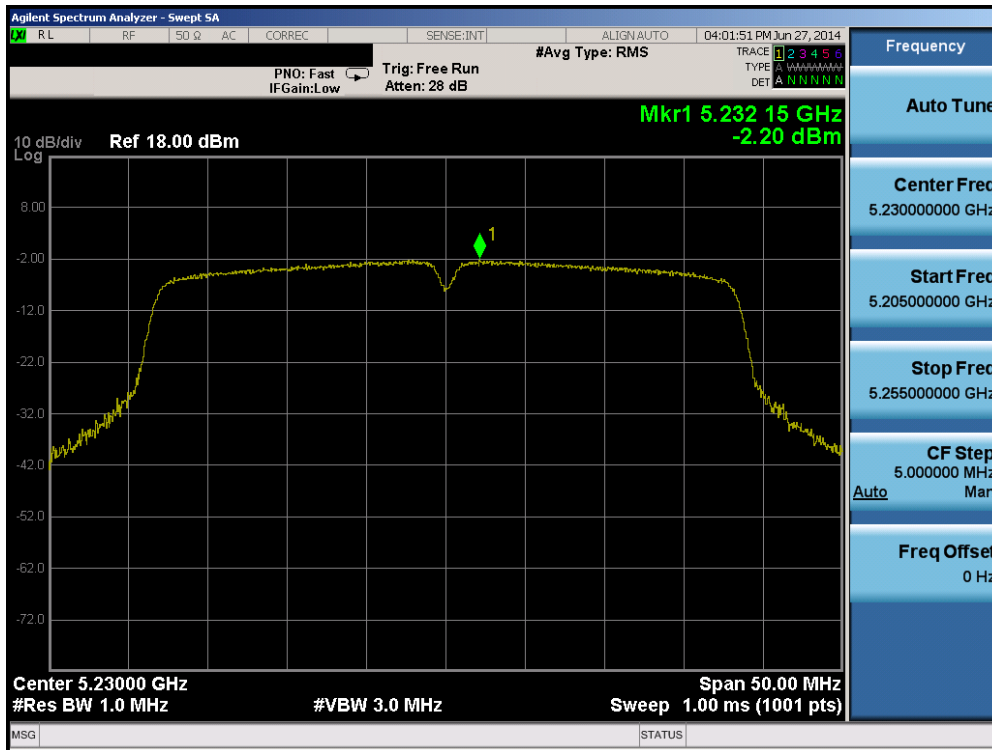 Agilent Spectrum Analyzer - Swept SA
LXI RL RF 50 Ω AC CORREC SENSE:INT ALIGN AUTO 04:01:51 PM Jun 27, 2014
#Avg Type: RMS
TRACE 1 2 3 4 5 6
PNO: Fast Trig: Free Run
TYPE A WWWWW
IFGain:Low Atten: 28 dB
DET A N N N N N
Mkr1 5.232 15 GHz
-2.20 dBm
10 dB/div Ref 18.00 dBm
Log
1
8.00
-2.00
-12.0
-22.0
-32.0
-42.0
-52.0
-62.0
-72.0
Center 5.23000 GHz Span 50.00 MHz
#Res BW 1.0 MHz #VBW 3.0 MHz Sweep 1.00 ms (1001 pts)
MSG STATUS
Frequency
Auto Tune
Center Freq
5.230000000 GHz
Start Freq
5.205000000 GHz
Stop Freq
5.255000000 GHz
CF Step
5.000000 MHz
Auto Man
Freq Offset
0 Hz